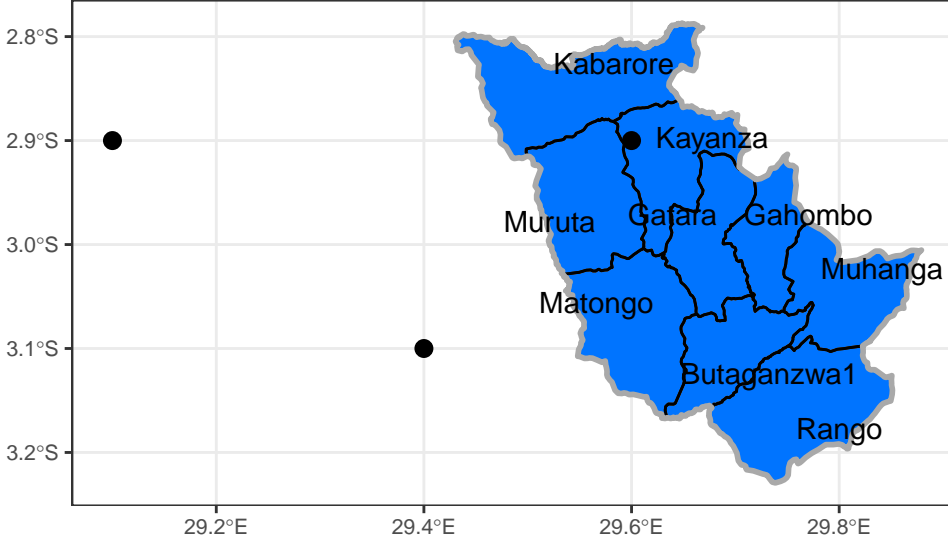 2.8°S
Kabarore
2.9°S
Kayanza
Muruta
Gatara
Gahombo
3.0°S
Muhanga
Matongo
3.1°S
Butaganzwa1
Rango
3.2°S
29.2°E
29.4°E
29.6°E
29.8°E